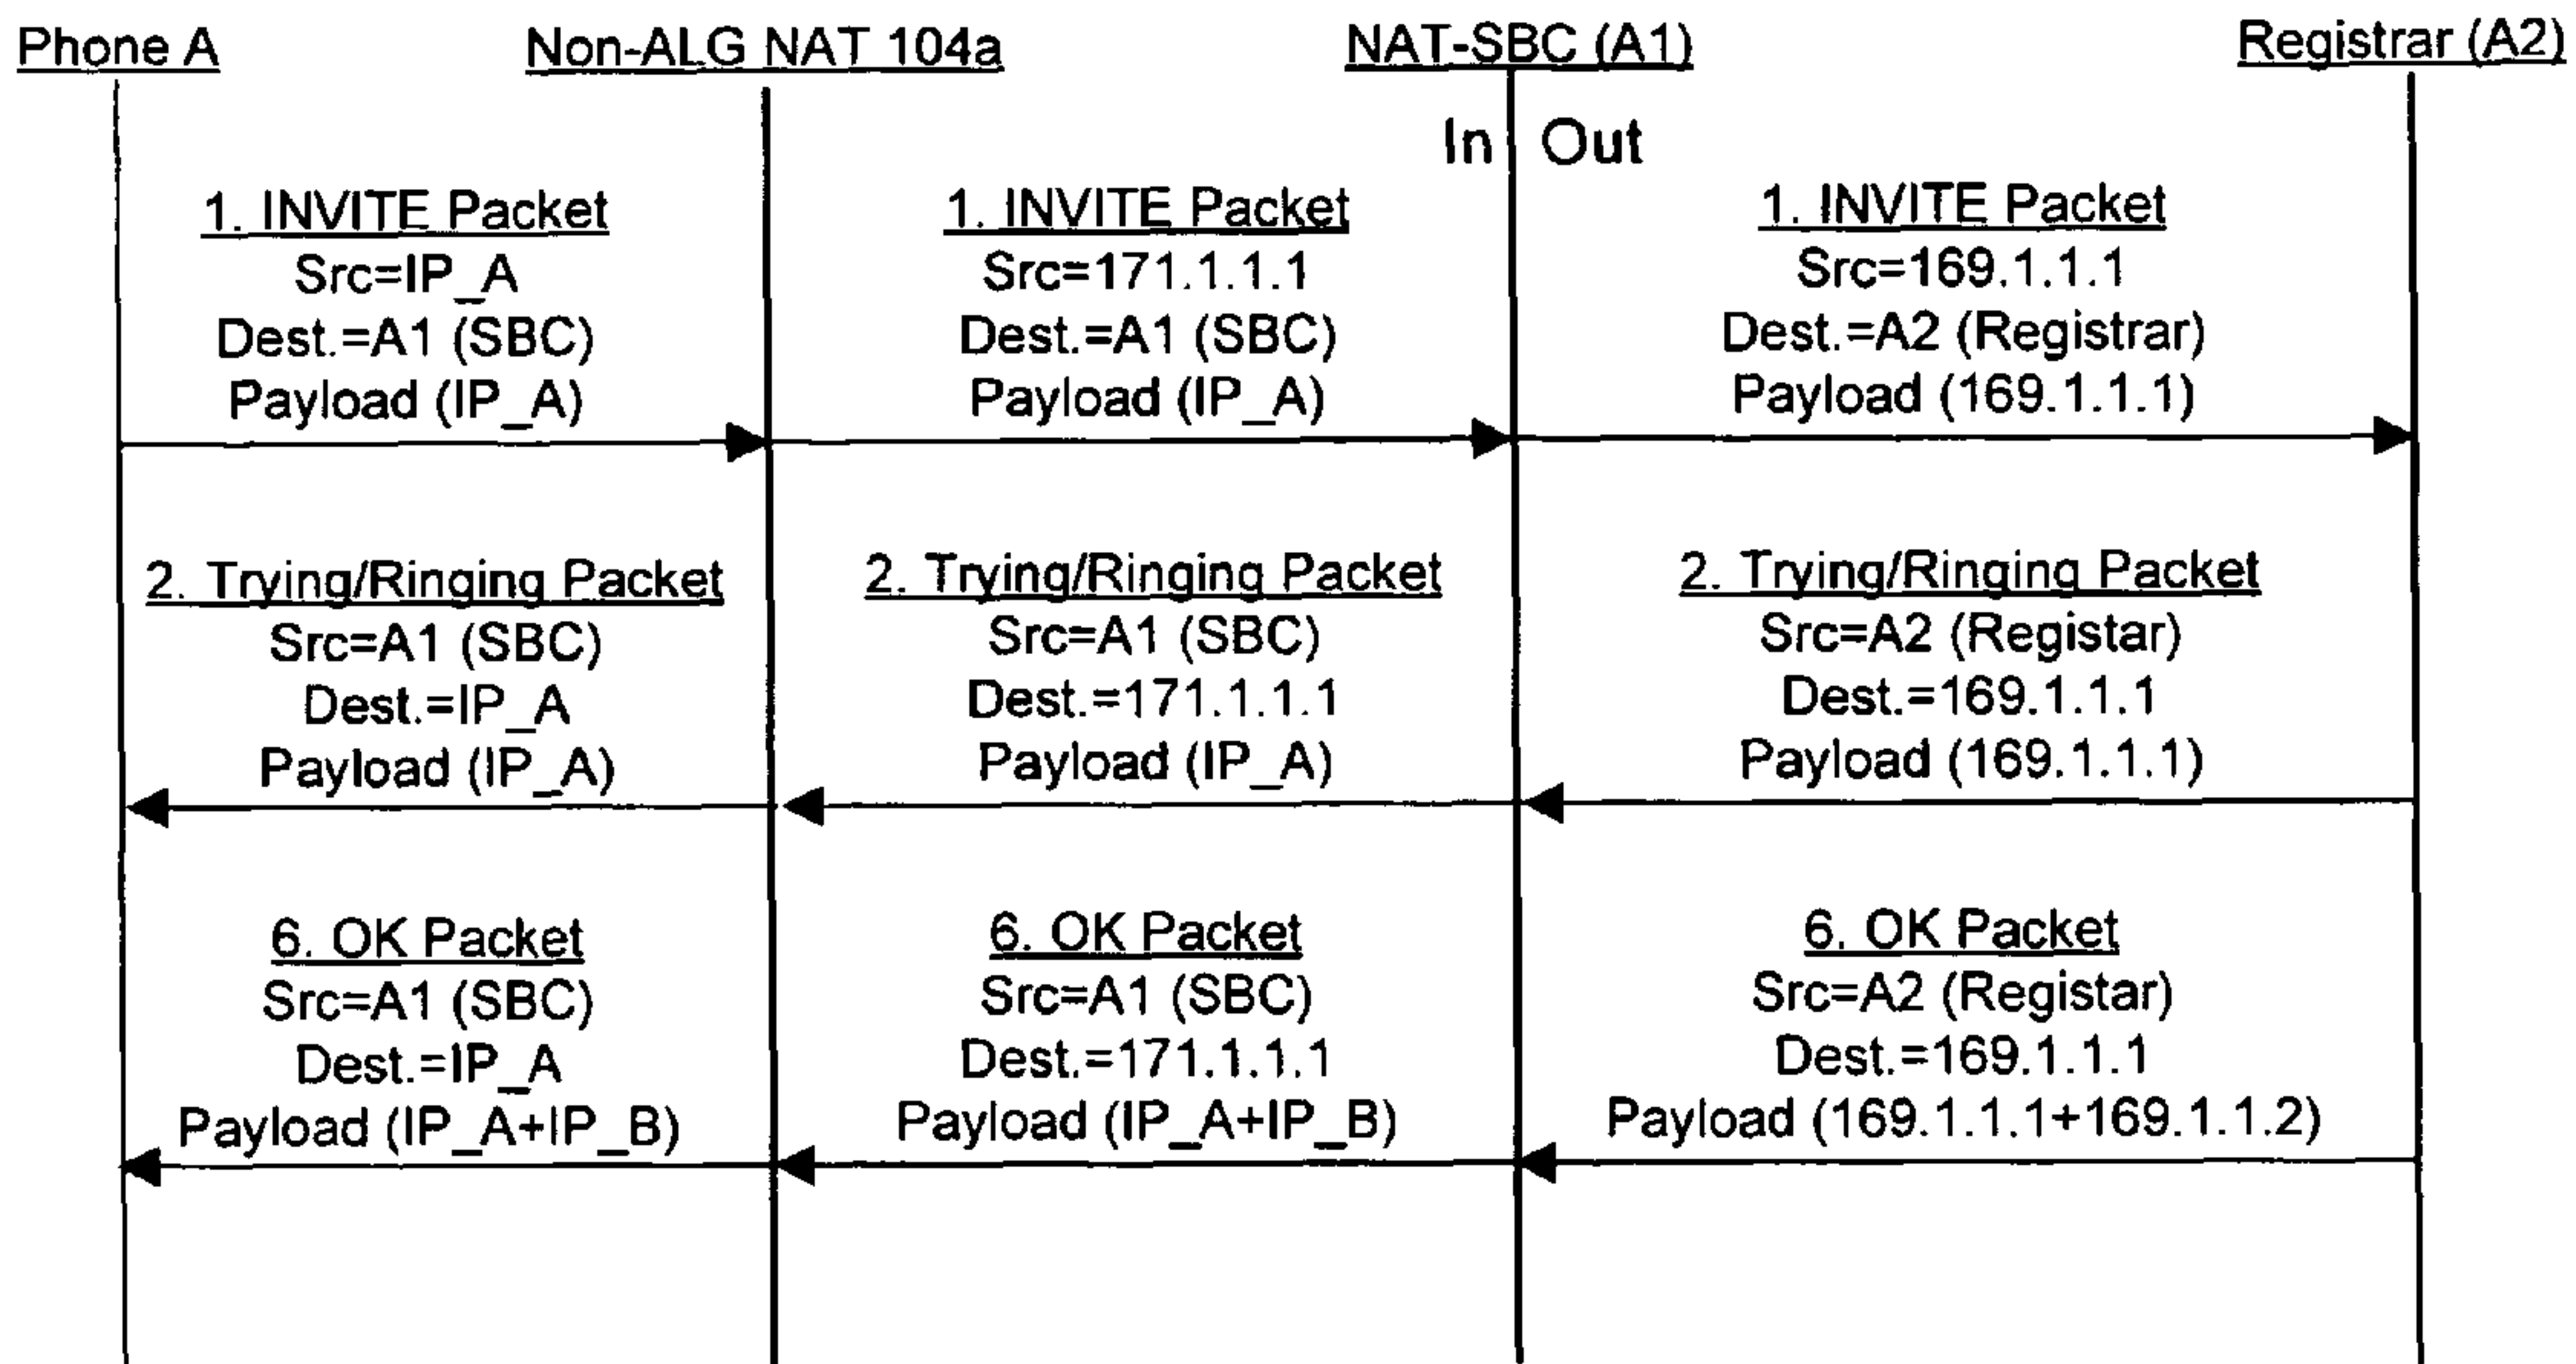 Phone A
Non-ALG NAT 104a
NAT-SBC (A1)
Registrar (A2)
In
Out
1. INVITE Packet
Src=IP_A
Dest.=A1 (SBC)
Payload (IP_A)
1. INVITE Packet
Src=171.1.1.1
Dest.=A1 (SBC)
Payload (IP_A)
1. INVITE Packet
Src=169.1.1.1
Dest.=A2 (Registrar)
Payload (169.1.1.1)
2. Trying/Ringing Packet
Src=A1 (SBC)
Dest.=IP_A
Payload (IP_A)
2. Trying/Ringing Packet
Src=A1 (SBC)
Dest.=171.1.1.1
Payload (IP_A)
2. Trying/Ringing Packet
Src=A2 (Registar)
Dest.=169.1.1.1
Payload (169.1.1.1)
6. OK Packet
Src=A1 (SBC)
Dest.=IP_A
Payload (IP_A+IP_B)
6. OK Packet
Src=A1 (SBC)
Dest.=171.1.1.1
Payload (IP_A+IP_B)
6. OK Packet
Src=A2 (Registar)
Dest.=169.1.1.1
Payload (169.1.1.1+169.1.1.2)